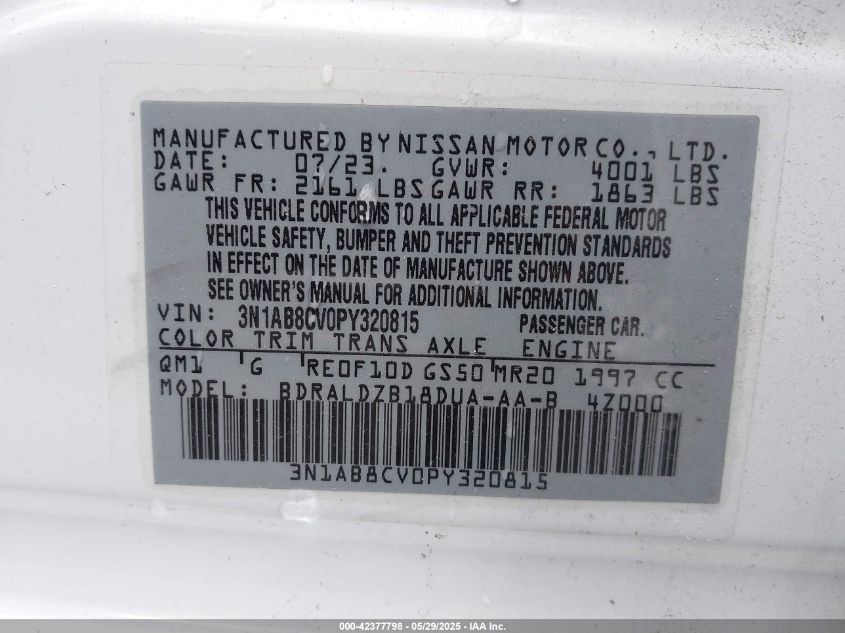 MANUFACTURED BY NISSAN MOTOR CO., LTD.
DATE: 07/23. GVWR: 4001 LBS
GAWR FR: 2161 LBS GAWR RR: 1863 LBS
THIS VEHICLE CONFORMS TO ALL APPLICABLE FEDERAL MOTOR
VEHICLE SAFETY, BUMPER AND THEFT PREVENTION STANDARDS
IN EFFECT ON THE DATE OF MANUFACTURE SHOWN ABOVE.
SEE OWNER'S MANUAL FOR ADDITIONAL INFORMATION.
VIN: 3N1AB8CV0PY320815 PASSENGER CAR.
COLOR TRIM TRANS AXLE ENGINE
QM1 G RE0F10D GS50 MR20 1997 CC
MODEL: BDRALDZB18DUA-AA-B 4Z000
3N1AB8CV0PY320815
000-42377798 - 05/29/2025 - IAA Inc.